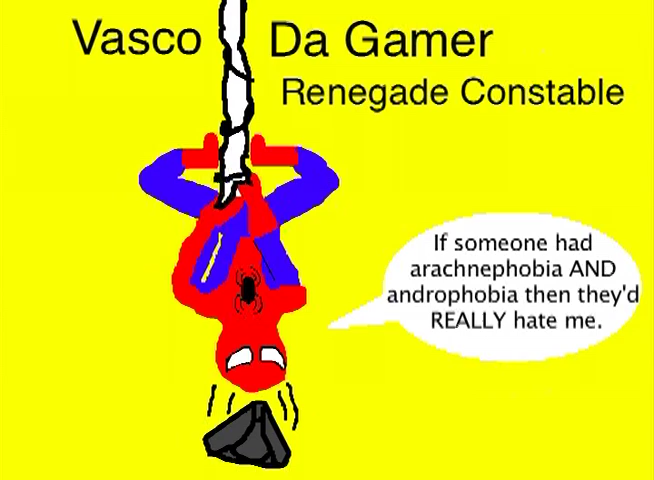 Vasco Da Gamer
Renegade Constable
If someone had
arachnephobia AND
androphobia then they'd
REALLY hate me.